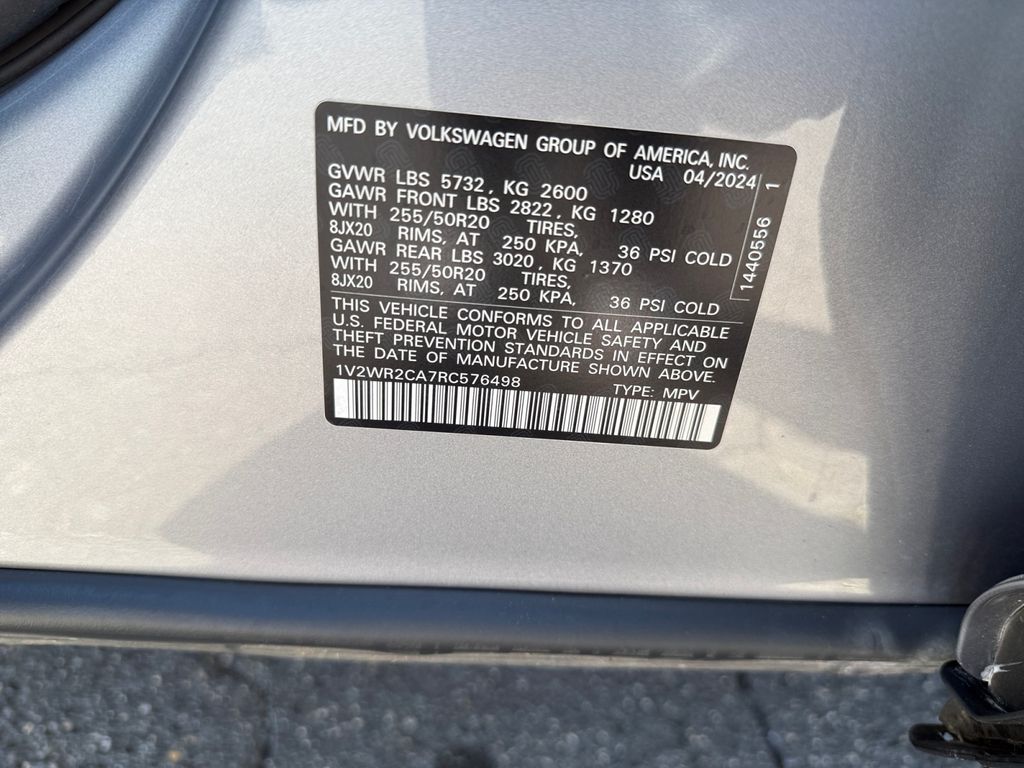 MFD BY VOLKSWAGEN GROUP OF AMERICA, INC.
USA 04/2024
GVWR LBS 5732, KG 2600
GAWR FRONT LBS 2822, KG 1280
WITH 255/50R20 TIRES,
8JX20 RIMS, AT 250 KPA, 36 PSI COLD
GAWR REAR LBS 3020, KG 1370
WITH 255/50R20 TIRES,
8JX20 RIMS, AT 250 KPA, 36 PSI COLD
1440556 1
THIS VEHICLE CONFORMS TO ALL APPLICABLE
U.S. FEDERAL MOTOR VEHICLE SAFETY AND
THEFT PREVENTION STANDARDS IN EFFECT ON
THE DATE OF MANUFACTURE SHOWN ABOVE.
1V2WR2CA7RC576498 TYPE: MPV